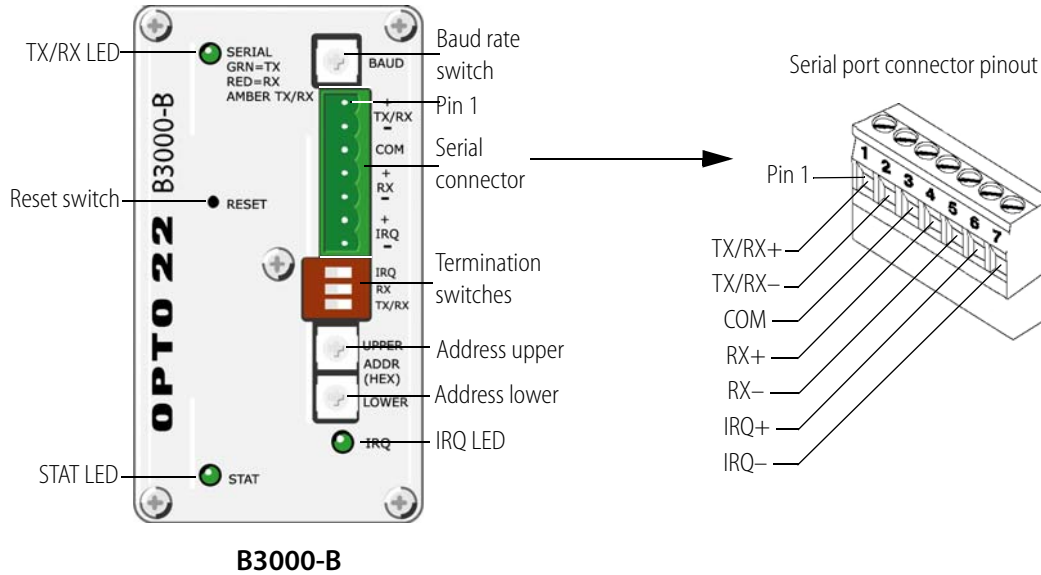 TX/RX LED
SERIAL
GRN=TX
RED=RX
AMBER TX/RX
BAUD
Baud rate
switch
Pin 1
+
TX/RX
–
COM
+
RX
–
+
IRQ
–
Serial
connector
B3000-B
OPTO 22
Reset switch
RESET
IRQ
RX
TX/RX
Termination
switches
UPPER
ADDR
(HEX)
LOWER
Address upper
Address lower
IRQ
IRQ LED
STAT LED
STAT
B3000-B
Serial port connector pinout
Pin 1
1 2 3 4 5 6 7
TX/RX+
TX/RX–
COM
RX+
RX–
IRQ+
IRQ–